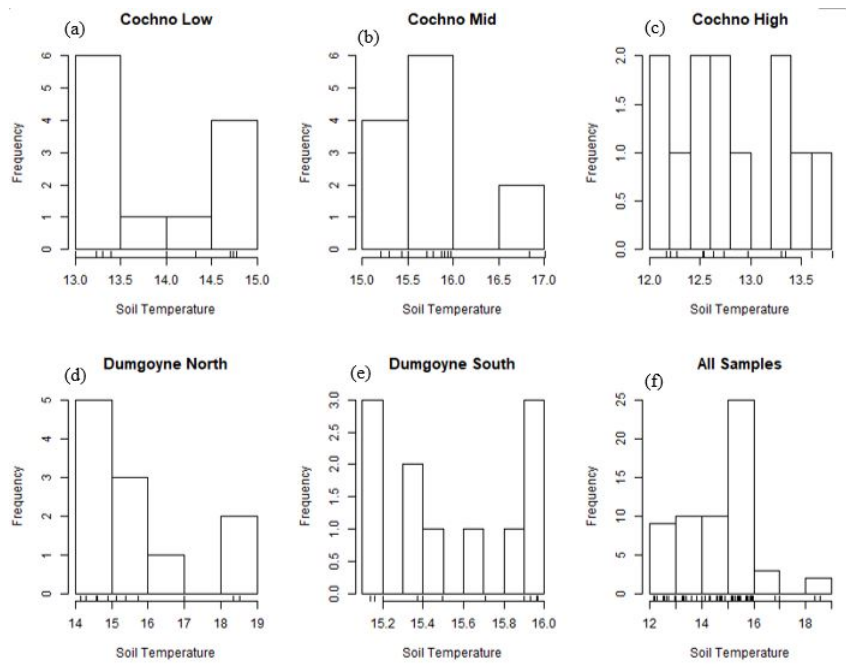 (a) Cochno Low
Frequency
0 1 2 3 4 5 6
13.0 13.5 14.0 14.5 15.0
Soil Temperature
(b) Cochno Mid
Frequency
0 1 2 3 4 5 6
15.0 15.5 16.0 16.5 17.0
Soil Temperature
(c) Cochno High
Frequency
0.0 0.5 1.0 1.5 2.0
12.0 12.5 13.0 13.5
Soil Temperature
(d) Dumgoyne North
Frequency
0 1 2 3 4 5
14 15 16 17 18 19
Soil Temperature
(e) Dumgoyne South
Frequency
0.0 0.5 1.0 1.5 2.0 2.5 3.0
15.2 15.4 15.6 15.8 16.0
Soil Temperature
(f) All Samples
Frequency
0 5 10 15 20 25
12 14 16 18
Soil Temperature